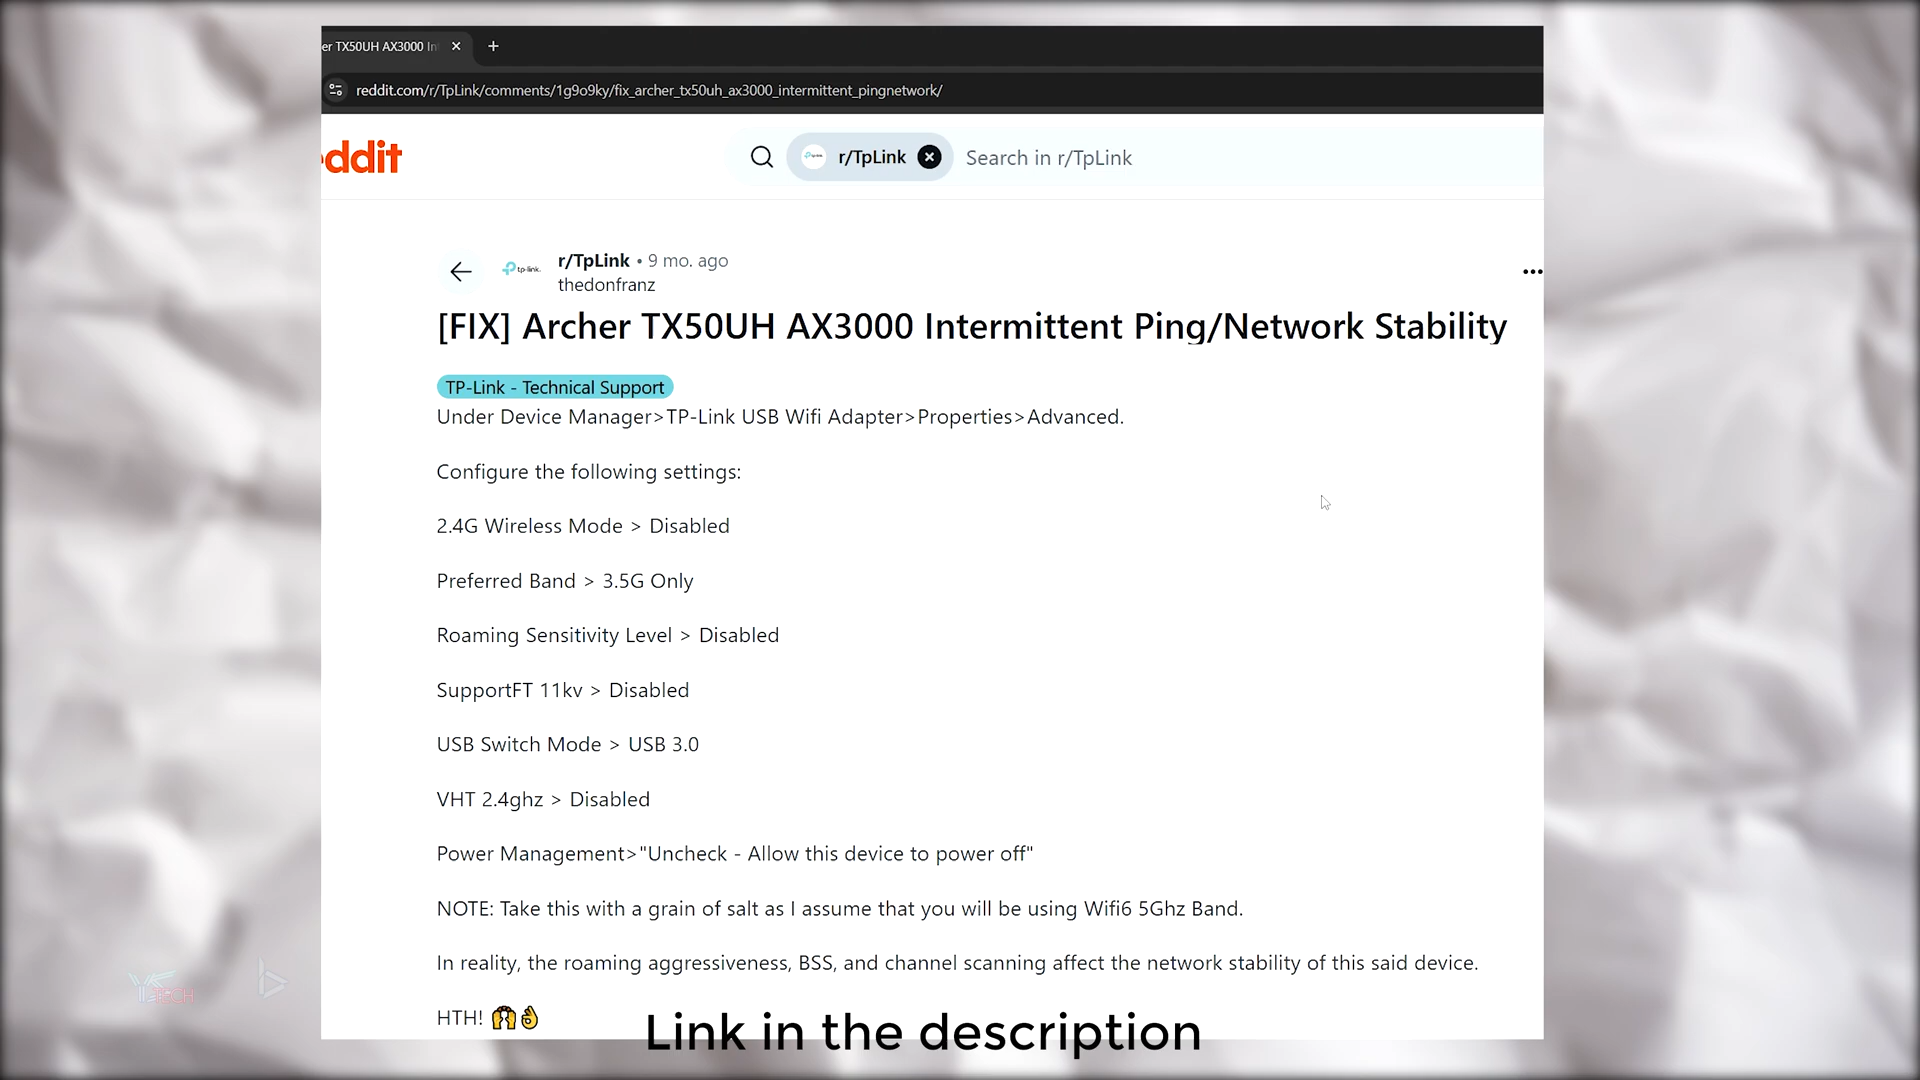 er TX50UH AX3000 In
reddit.com/r/TpLink/comments/1g9o9ky/fix_archer_tx50uh_ax3000_intermittent_pingnetwork/
ddit
r/TpLink
Search in r/TpLink
tp-link
r/TpLink • 9 mo. ago
thedonfranz
[FIX] Archer TX50UH AX3000 Intermittent Ping/Network Stability
TP-Link - Technical Support
Under Device Manager>TP-Link USB Wifi Adapter>Properties>Advanced.
Configure the following settings:
2.4G Wireless Mode > Disabled
Preferred Band > 3.5G Only
Roaming Sensitivity Level > Disabled
SupportFT 11kv > Disabled
USB Switch Mode > USB 3.0
VHT 2.4ghz > Disabled
Power Management>"Uncheck - Allow this device to power off"
NOTE: Take this with a grain of salt as I assume that you will be using Wifi6 5Ghz Band.
In reality, the roaming aggressiveness, BSS, and channel scanning affect the network stability of this said device.
HTH! 🙌👌
Link in the description